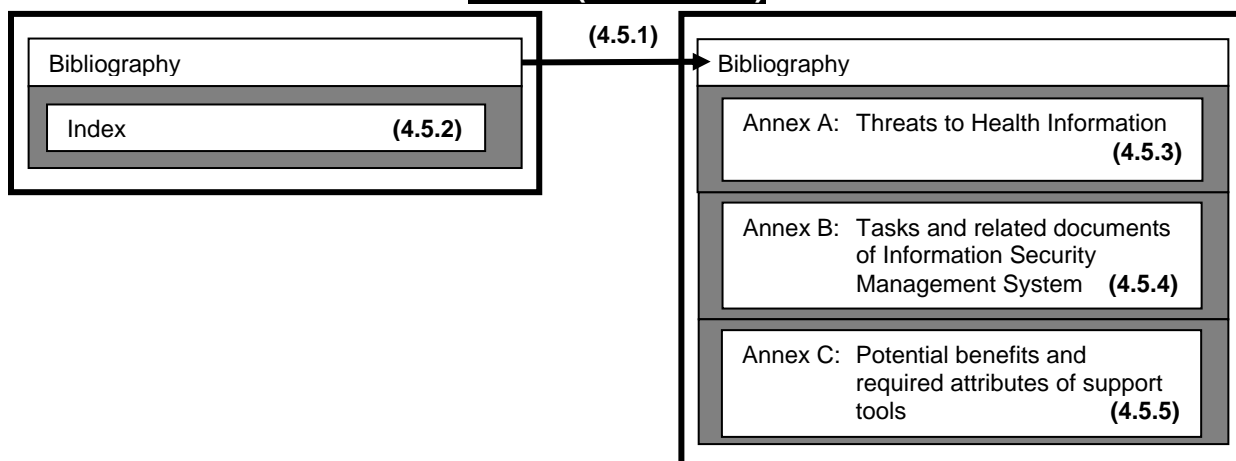 (4.5.1)
Bibliography
Index (4.5.2)
Bibliography
Annex A: Threats to Health Information
(4.5.3)
Annex B: Tasks and related documents
of Information Security
Management System (4.5.4)
Annex C: Potential benefits and
required attributes of support
tools (4.5.5)